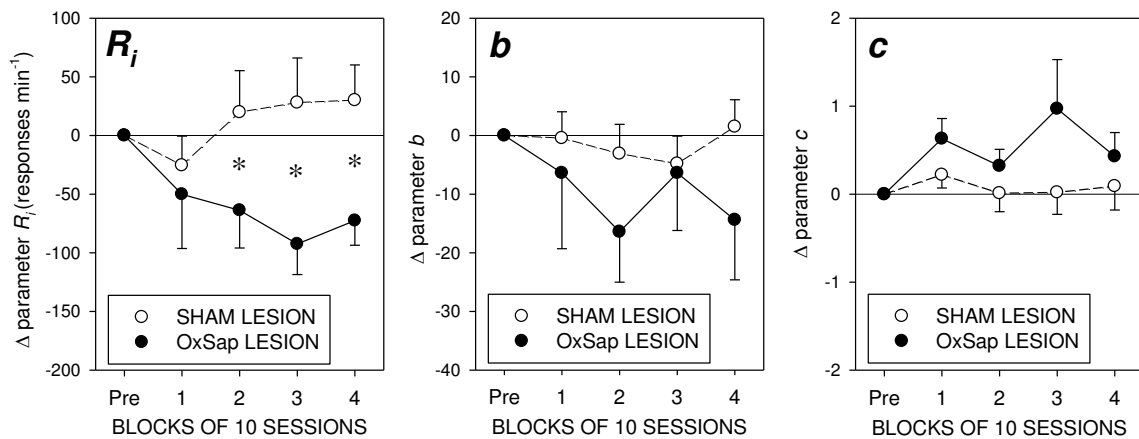 R_i
Δ parameter R_i (responses min⁻¹)
100
50
0
-50
-100
-150
-200
*
*
*
SHAM LESION
OxSap LESION
Pre 1 2 3 4
BLOCKS OF 10 SESSIONS
b
Δ parameter b
20
10
0
-10
-20
-30
-40
SHAM LESION
OxSap LESION
Pre 1 2 3 4
BLOCKS OF 10 SESSIONS
c
Δ parameter c
2
1
0
-1
-2
SHAM LESION
OxSap LESION
Pre 1 2 3 4
BLOCKS OF 10 SESSIONS